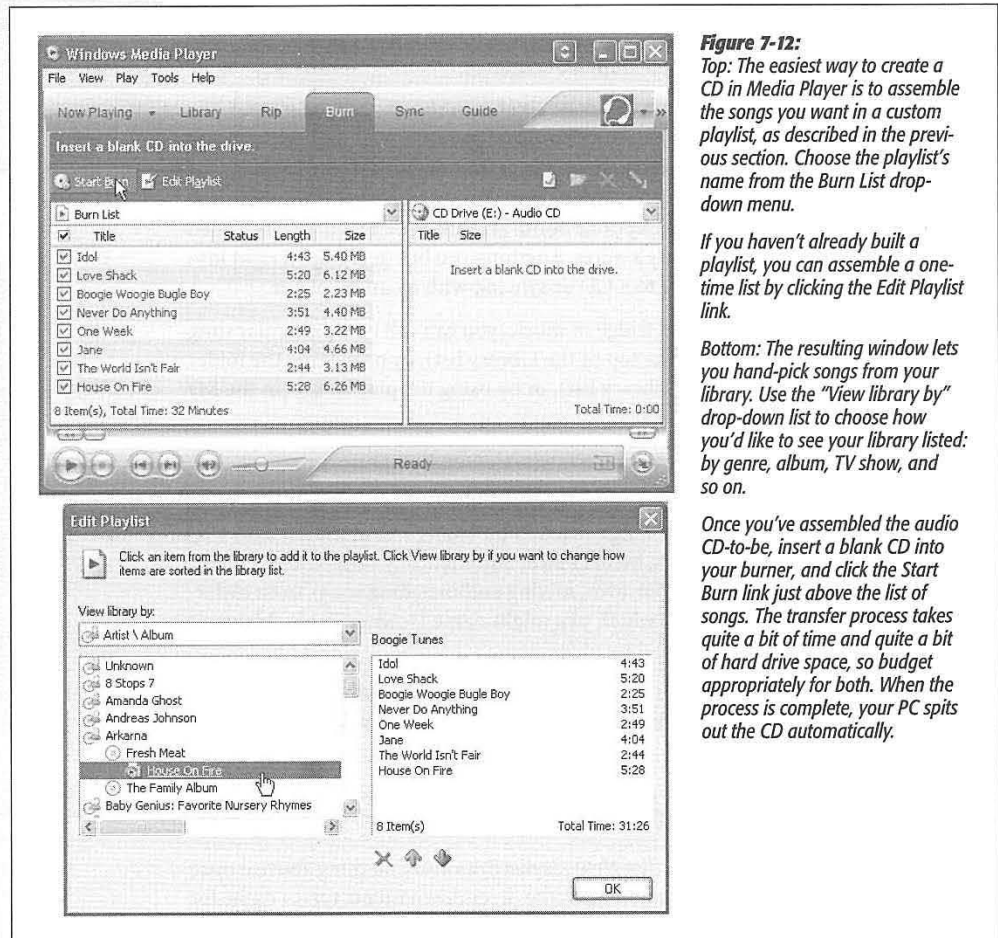 Windows Media Player
File View Play Tools Help
Now Playing Library Rip Burn Sync Guide
Insert a blank CD into the drive.
Start Burn Edit Playlist
Burn List
CD Drive (E:) - Audio CD
Title Status Length Size
Title Size
Idol 4:43 5.40 MB
Love Shack 5:20 6.12 MB
Boogie Woogie Bugle Boy 2:25 2.23 MB
Never Do Anything 3:51 4.40 MB
One Week 2:49 3.22 MB
Jane 4:04 4.66 MB
The World Isn't Fair 2:44 3.13 MB
House On Fire 5:28 6.26 MB
Insert a blank CD into the drive.
8 Item(s), Total Time: 32 Minutes
Total Time: 0:00
Ready
Edit Playlist
Click an item from the library to add it to the playlist. Click View library by if you want to change how
items are sorted in the library list.
View library by:
Artist \ Album
Unknown
8 Stops 7
Amanda Ghost
Andreas Johnson
Arkarna
Fresh Meat
House On Fire
The Family Album
Baby Genius: Favorite Nursery Rhymes
Boogie Tunes
Idol 4:43
Love Shack 5:20
Boogie Woogie Bugle Boy 2:25
Never Do Anything 3:51
One Week 2:49
Jane 4:04
The World Isn't Fair 2:44
House On Fire 5:28
8 Item(s) Total Time: 31:26
OK
Figure 7-12:
Top: The easiest way to create a
CD in Media Player is to assemble
the songs you want in a custom
playlist, as described in the previ-
ous section. Choose the playlist's
name from the Burn List drop-
down menu.
If you haven't already built a
playlist, you can assemble a one-
time list by clicking the Edit Playlist
link.
Bottom: The resulting window lets
you hand-pick songs from your
library. Use the "View library by"
drop-down list to choose how
you'd like to see your library listed:
by genre, album, TV show, and
so on.
Once you've assembled the audio
CD-to-be, insert a blank CD into
your burner, and click the Start
Burn link just above the list of
songs. The transfer process takes
quite a bit of time and quite a bit
of hard drive space, so budget
appropriately for both. When the
process is complete, your PC spits
out the CD automatically.